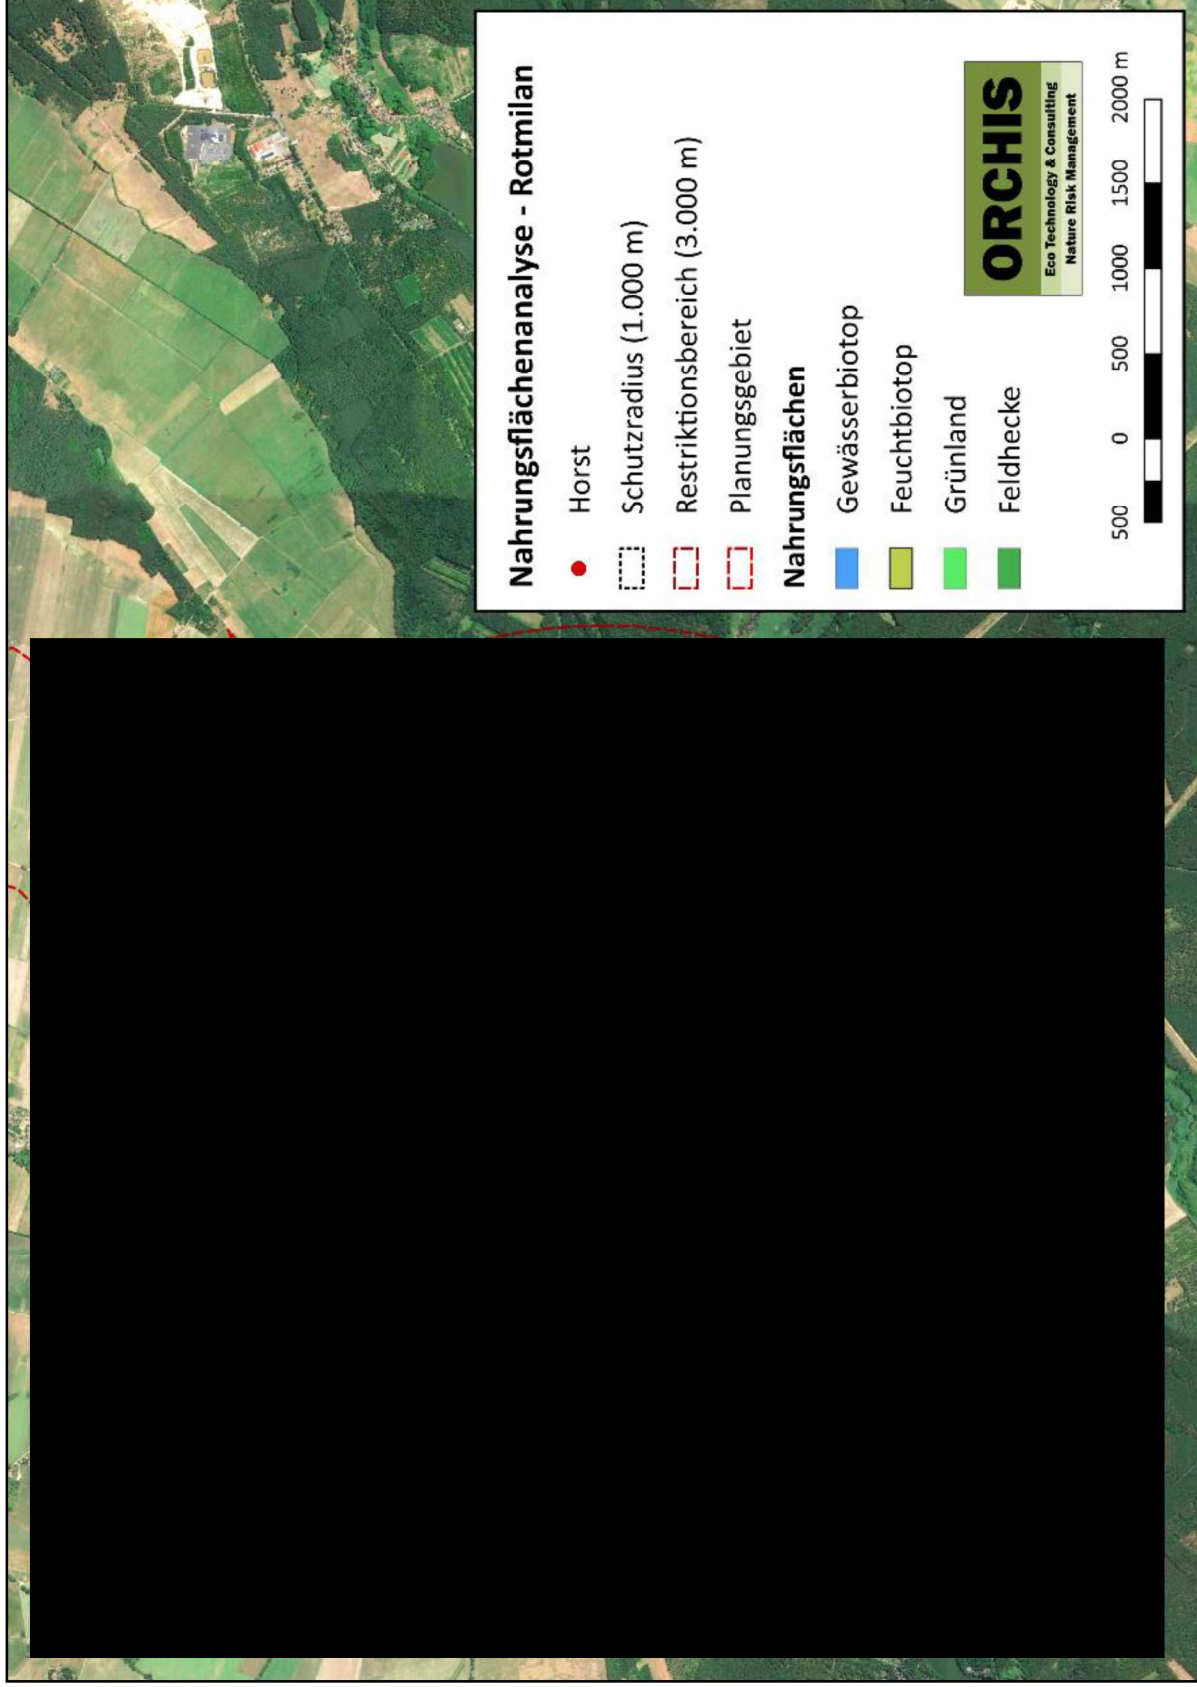 Nahrungsflächenanalyse - Rotmilan
Horst
Schutzradius (1.000 m)
Restriktionsbereich (3.000 m)
Planungsgebiet
Nahrungsflächen
Gewässerbiotop
Feuchtbiotop
Grünland
Feldhecke
ORCHIS
Eco Technology & Consulting
Nature Risk Management
500 0 500 1000 1500 2000 m